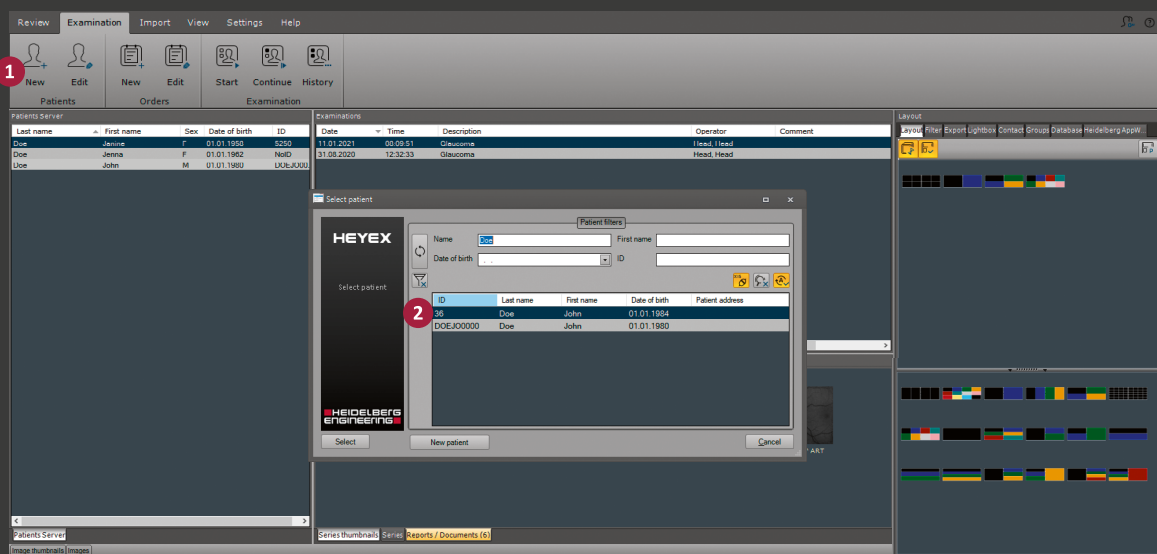 Review Examination Import View Settings Help
1
New Edit New Edit Start Continue History
Patients Orders Examination
Patients Server
Last name First name Sex Date of birth ID
Doe Janine F 01.01.1950 5250
Doe Jenna F 01.01.1962 NoID
Doe John M 01.01.1980 DOEJO00.
Examinations
Date Time Description Operator Comment
11.01.2021 00:09:51 Glaucoma Head, Head
31.08.2020 12:32:33 Glaucoma Head, Head
Layout
Layout Filter Export Lightbox Contact Groups Database Heidelberg AppW...
Select patient
HEYEX
Select patient
HEIDELBERG
ENGINEERING
Patient filters
Name Doe First name
Date of birth . . ID
ID Last name First name Date of birth Patient address
2
36 Doe John 01.01.1984
DOEJO0000 Doe John 01.01.1980
Select New patient Cancel
ART
Patients Server
Series thumbnails Series Reports / Documents (6)
Image thumbnails Images